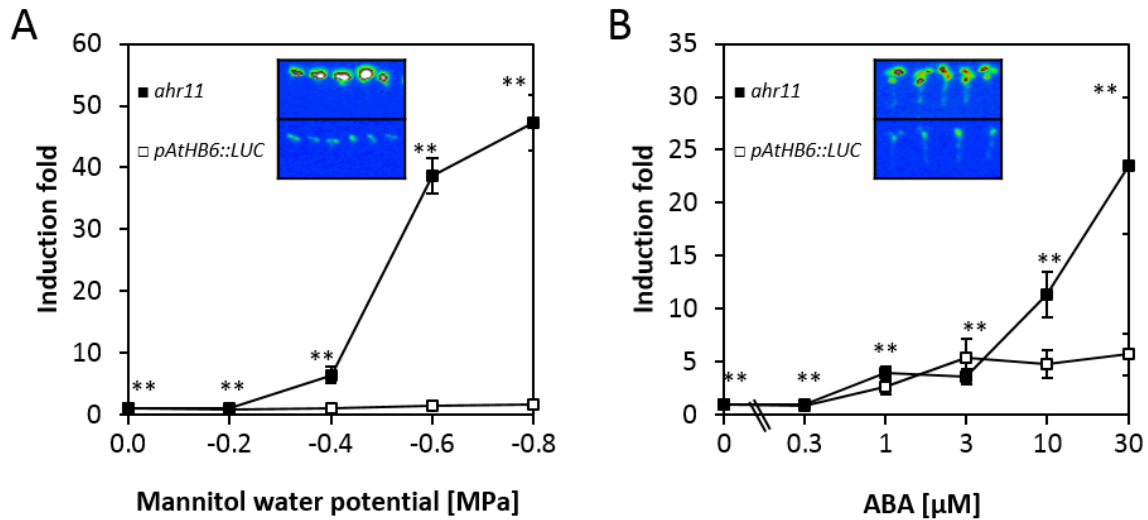 A
60
50
40
30
20
10
0
Induction fold
■ ahr11
□ pAtHB6::LUC
**
**
**
**
**
0.0 -0.2 -0.4 -0.6 -0.8
Mannitol water potential [MPa]
B
35
30
25
20
15
10
5
0
Induction fold
■ ahr11
□ pAtHB6::LUC
**
**
**
**
**
**
0 0.3 1 3 10 30
ABA [µM]